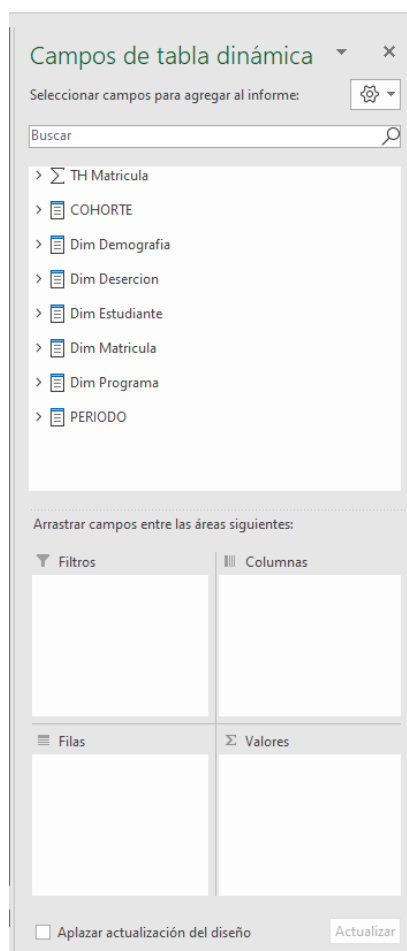 Campos de tabla dinámica
Seleccionar campos para agregar al informe:
Buscar
∑ TH Matricula
COHORTE
Dim Demografia
Dim Desercion
Dim Estudiante
Dim Matricula
Dim Programa
PERIODO
Arrastrar campos entre las áreas siguientes:
Filtros
Columnas
Filas
Σ Valores
Aplazar actualización del diseño
Actualizar